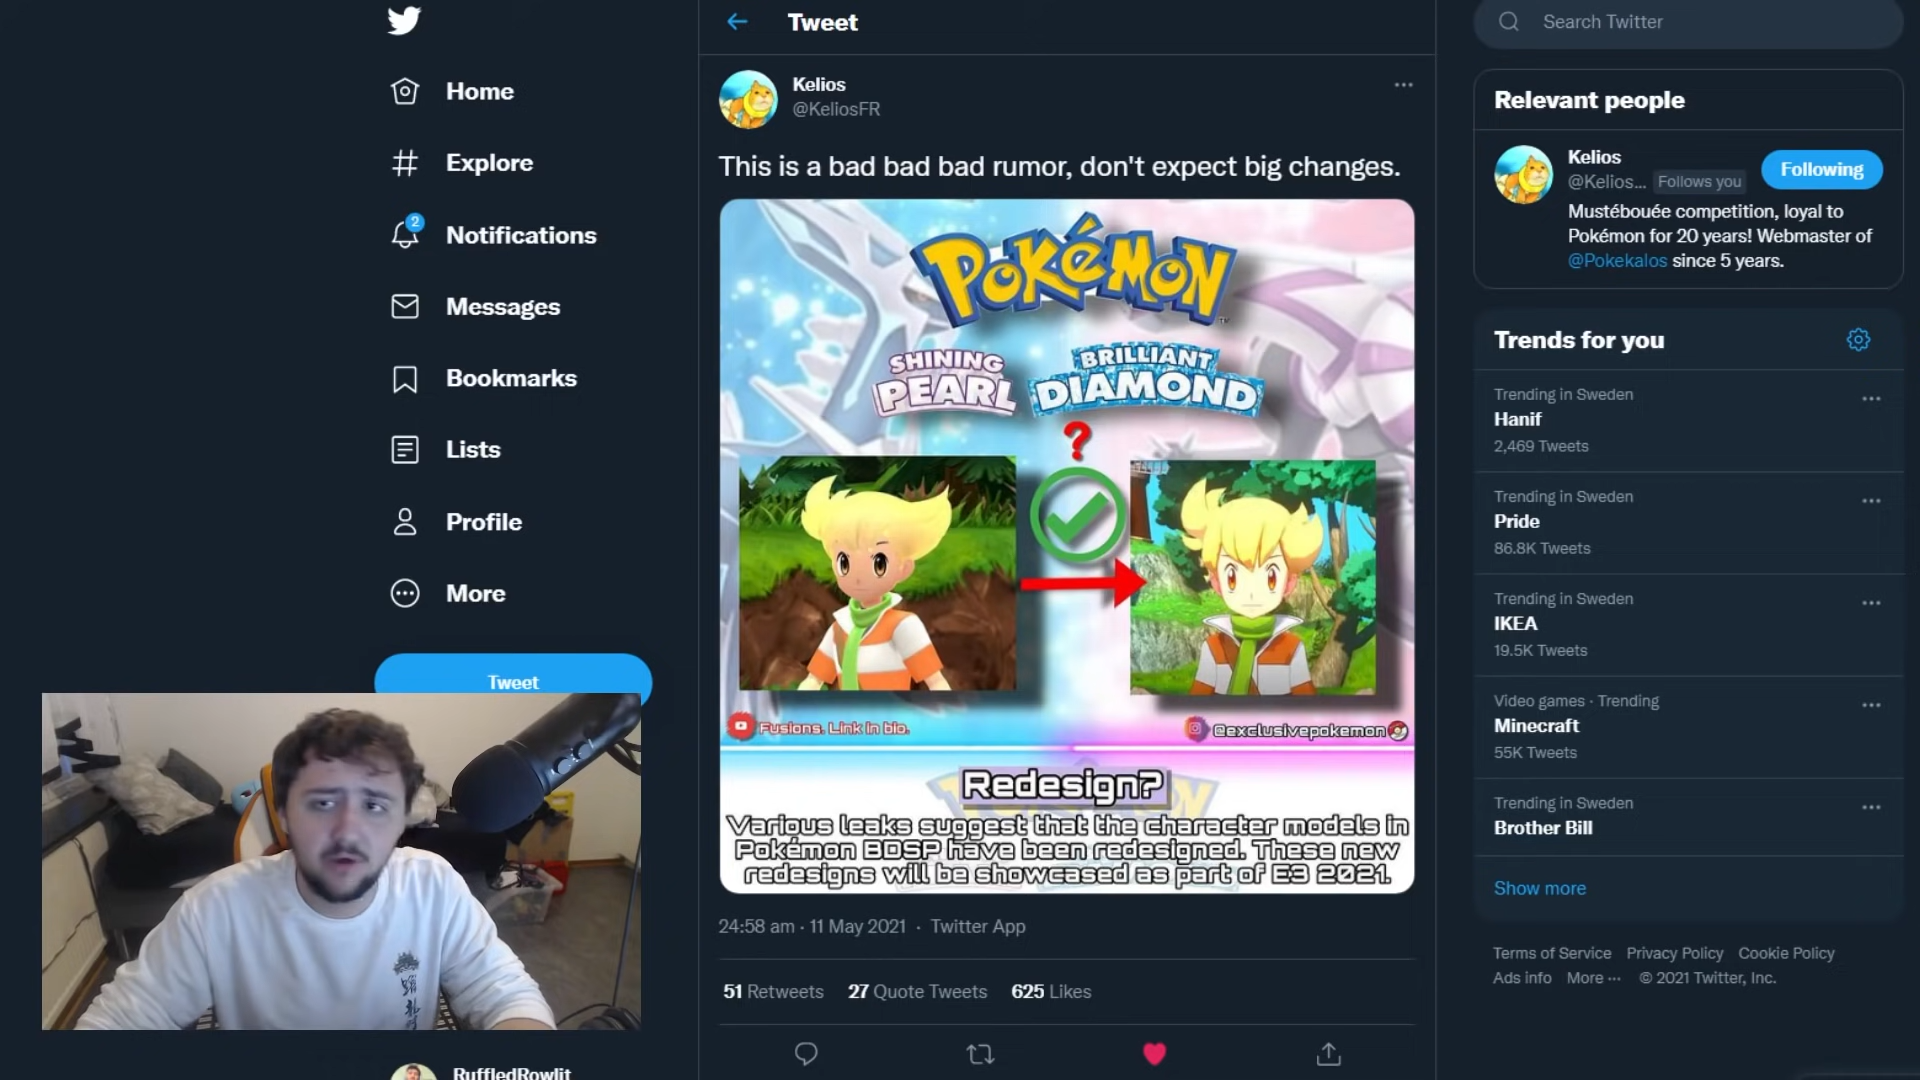 Home
Explore
2
Notifications
Messages
Bookmarks
Lists
Profile
More
Tweet
RuffledRowlit
Tweet
Kelios
@KeliosFR
This is a bad bad bad rumor, don't expect big changes.
POKéMON
TM
SHINING
PEARL
BRILLIANT
DIAMOND
?
Fusions. Link in bio.
@exclusivepokemon
Redesign?
Various leaks suggest that the character models in
Pokémon BDSP have been redesigned. These new
redesigns will be showcased as part of E3 2021.
24:58 am · 11 May 2021 · Twitter App
51 Retweets 27 Quote Tweets 625 Likes
Search Twitter
Relevant people
Kelios
@Kelios... Follows you
Following
Mustébouée competition, loyal to
Pokémon for 20 years! Webmaster of
@Pokekalos since 5 years.
Trends for you
Trending in Sweden
Hanif
2,469 Tweets
Trending in Sweden
Pride
86.8K Tweets
Trending in Sweden
IKEA
19.5K Tweets
Video games · Trending
Minecraft
55K Tweets
Trending in Sweden
Brother Bill
Show more
Terms of Service Privacy Policy Cookie Policy
Ads info More ··· © 2021 Twitter, Inc.